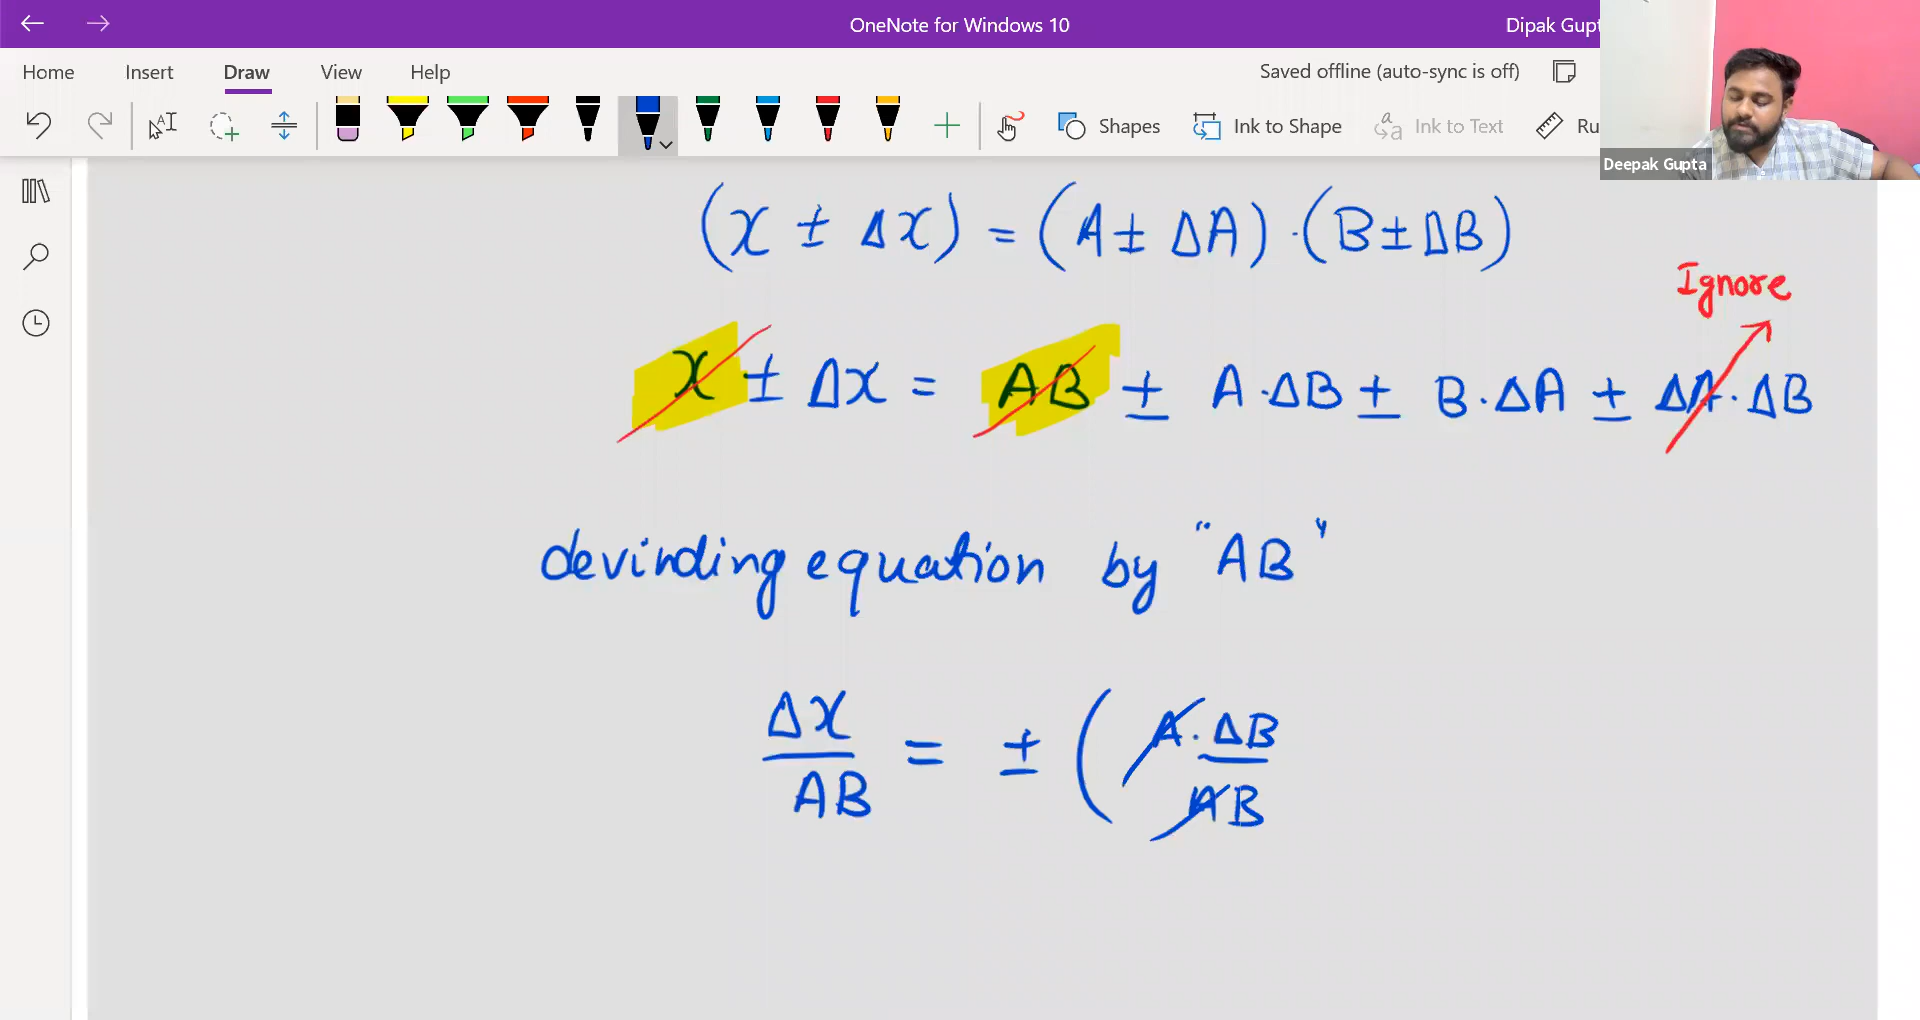 OneNote for Windows 10
Dipak Gupt
Home Insert Draw View Help
Saved offline (auto-sync is off)
Shapes Ink to Shape Ink to Text Ru
Deepak Gupta
(x ± Δx) = (A ± ΔA) · (B ± ΔB)
Ignore
x ± Δx = AB ± A·ΔB ± B·ΔA ± ΔA·ΔB
devinding equation by "AB"
Δx/AB = ± ( A·ΔB/AB